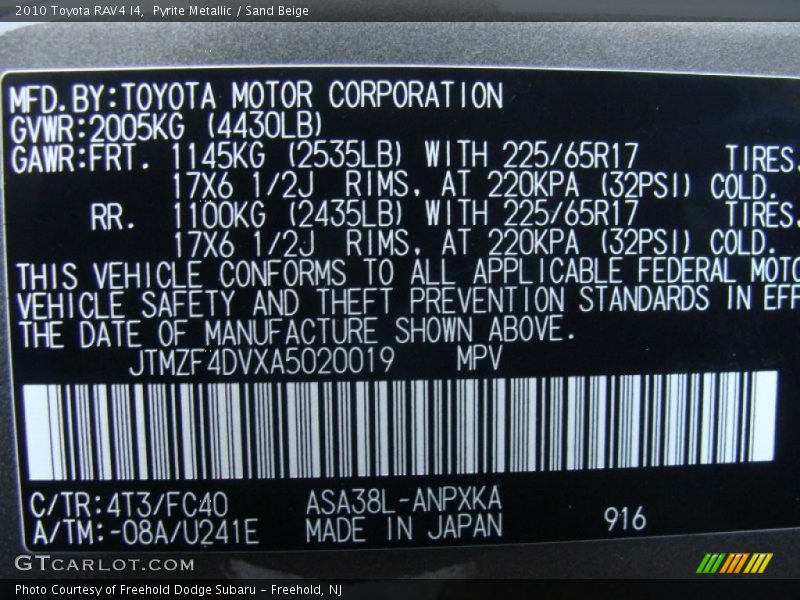 2010 Toyota RAV4 I4, Pyrite Metallic / Sand Beige
MFD.BY:TOYOTA MOTOR CORPORATION
GVWR:2005KG (4430LB)
GAWR:FRT. 1145KG (2535LB) WITH 225/65R17 TIRES.
17X6 1/2J RIMS, AT 220KPA (32PSI) COLD.
RR. 1100KG (2435LB) WITH 225/65R17 TIRES.
17X6 1/2J RIMS, AT 220KPA (32PSI) COLD.
THIS VEHICLE CONFORMS TO ALL APPLICABLE FEDERAL MOTO
VEHICLE SAFETY AND THEFT PREVENTION STANDARDS IN EFF
THE DATE OF MANUFACTURE SHOWN ABOVE.
JTMZF4DVXA5020019 MPV
C/TR:4T3/FC40 ASA38L-ANPXKA
A/TM:-08A/U241E MADE IN JAPAN 916
GTCARLOT.COM
Photo Courtesy of Freehold Dodge Subaru - Freehold, NJ